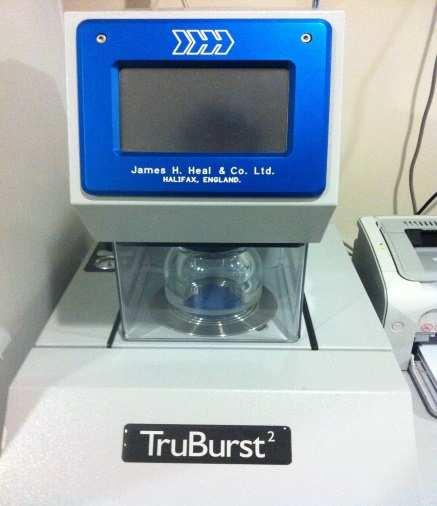 James H. Heal & Co. Ltd.
HALIFAX, ENGLAND.
TruBurst²